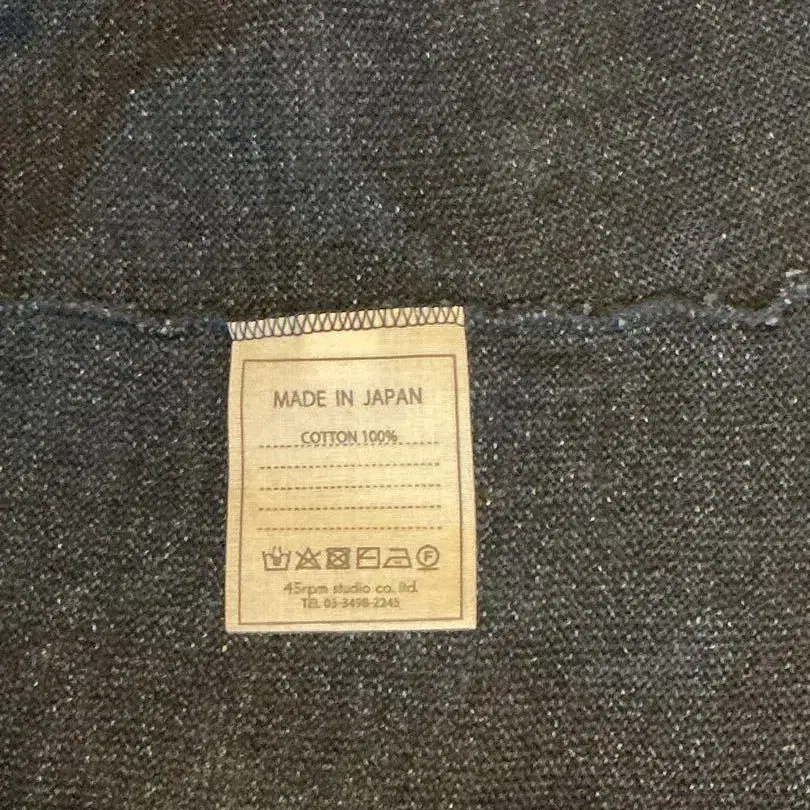 MADE IN JAPAN
COTTON 100%
F
45rpm studio co. ltd.
TEL 03-3498-2245